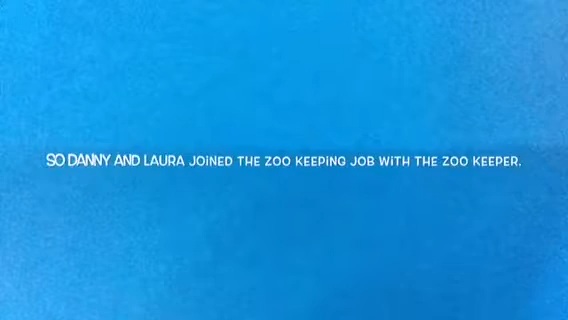 SO DANNY AND LAURA JOINED THE ZOO KEEPING JOB WITH THE ZOO KEEPER.